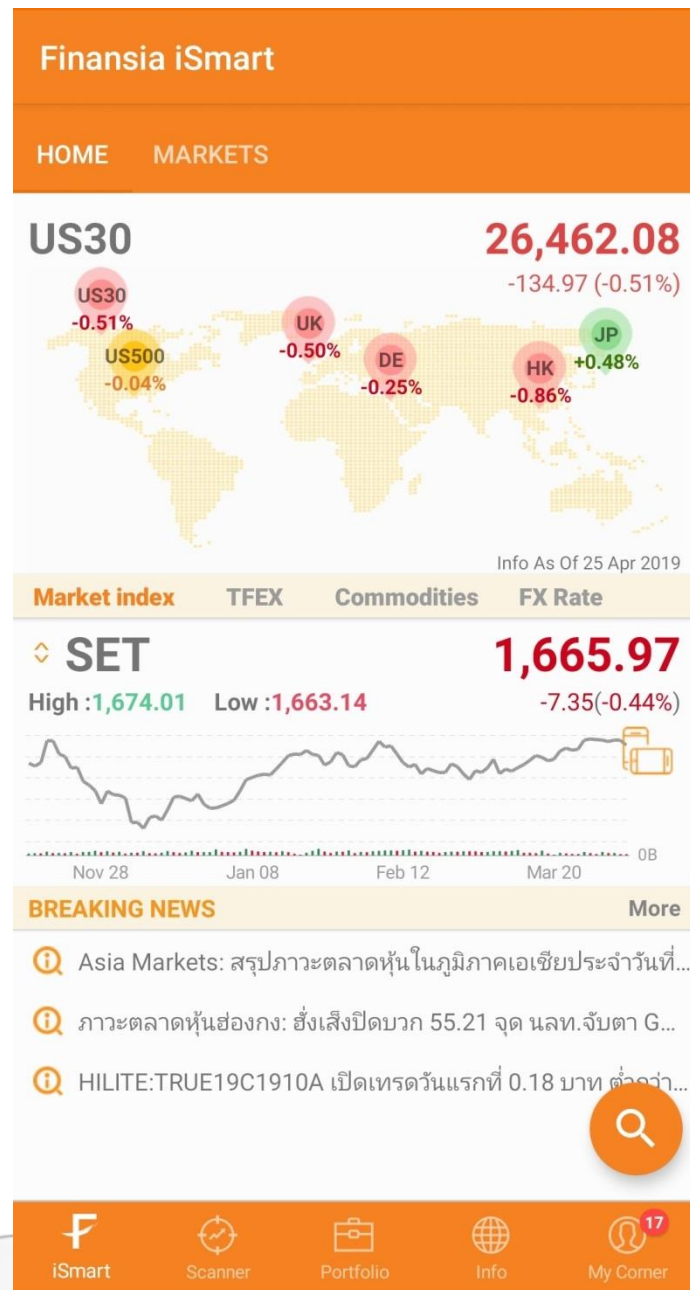 Finansia iSmart
HOME MARKETS
US30 26,462.08
-134.97 (-0.51%)
US30
-0.51%
US500
-0.04%
UK
-0.50%
DE
-0.25%
HK
-0.86%
JP
+0.48%
Info As Of 25 Apr 2019
Market index TFEX Commodities FX Rate
SET 1,665.97
High :1,674.01 Low :1,663.14 -7.35(-0.44%)
0B
Nov 28 Jan 08 Feb 12 Mar 20
BREAKING NEWS More
Asia Markets: สรุปภาวะตลาดหุ้นในภูมิภาคเอเชียประจำวันที่...
ภาวะตลาดหุ้นฮ่องกง: ฮั่งเส็งปิดบวก 55.21 จุด นลท.จับตา G...
HILITE:TRUE19C1910A เปิดเทรดวันแรกที่ 0.18 บาท ต่ำกว่า...
iSmart Scanner Portfolio Info My Corner
17